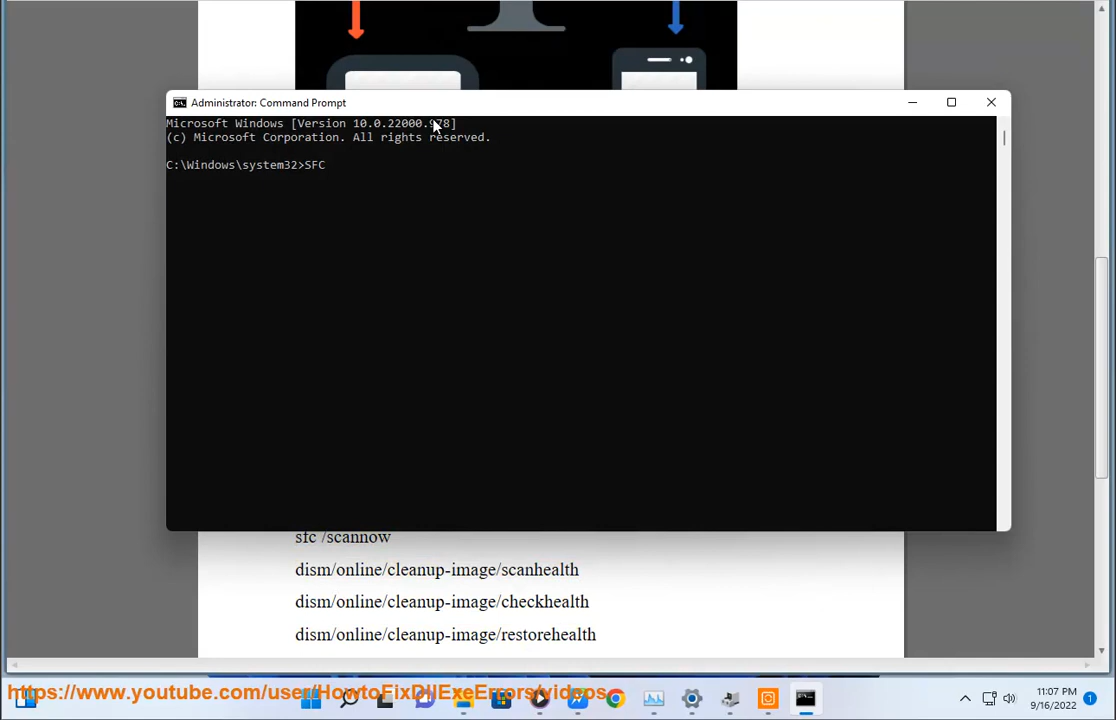 Administrator: Command Prompt
Microsoft Windows [Version 10.0.22000.978]
(c) Microsoft Corporation. All rights reserved.
C:\Windows\system32>SFC
sfc /scannow
dism/online/cleanup-image/scanhealth
dism/online/cleanup-image/checkhealth
dism/online/cleanup-image/restorehealth
https://www.youtube.com/user/HowtoFixDllExeErrors/videos
11:07 PM
9/16/2022
1